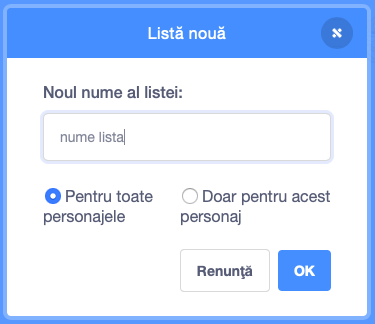 Listă nouă
Noul nume al listei:
nume lista
Pentru toate personajele
Doar pentru acest personaj
Renunţă
OK